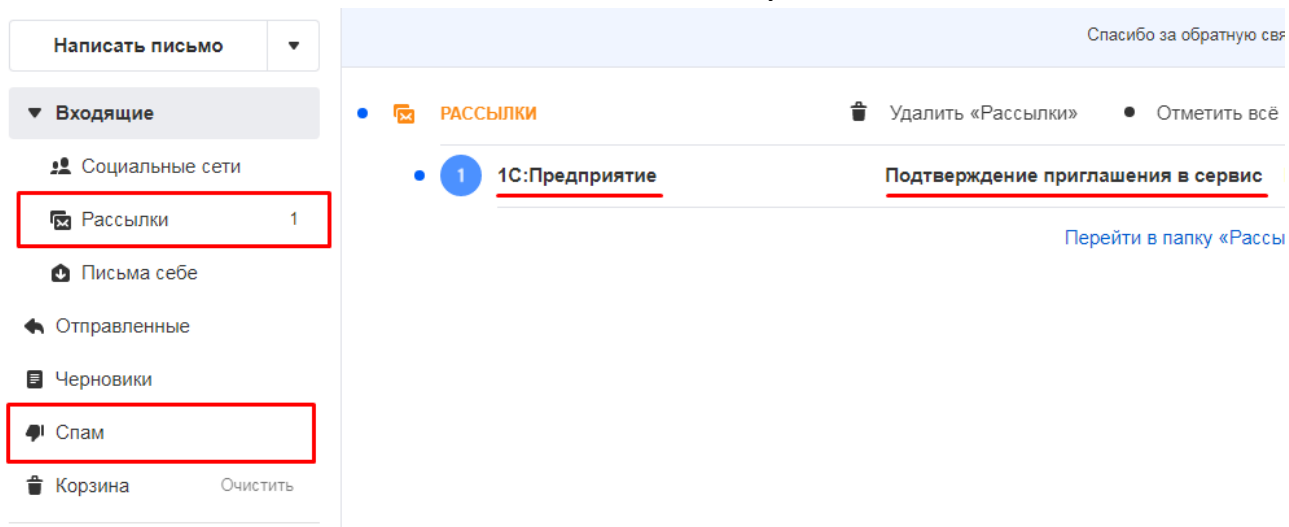 Написать письмо
Спасибо за обратную свя
Входящие
РАССЫЛКИ
Удалить «Рассылки»
Отметить всё
Социальные сети
1
1С:Предприятие
Подтверждение приглашения в сервис
Рассылки 1
Перейти в папку «Рассы
Письма себе
Отправленные
Черновики
Спам
Корзина
Очистить